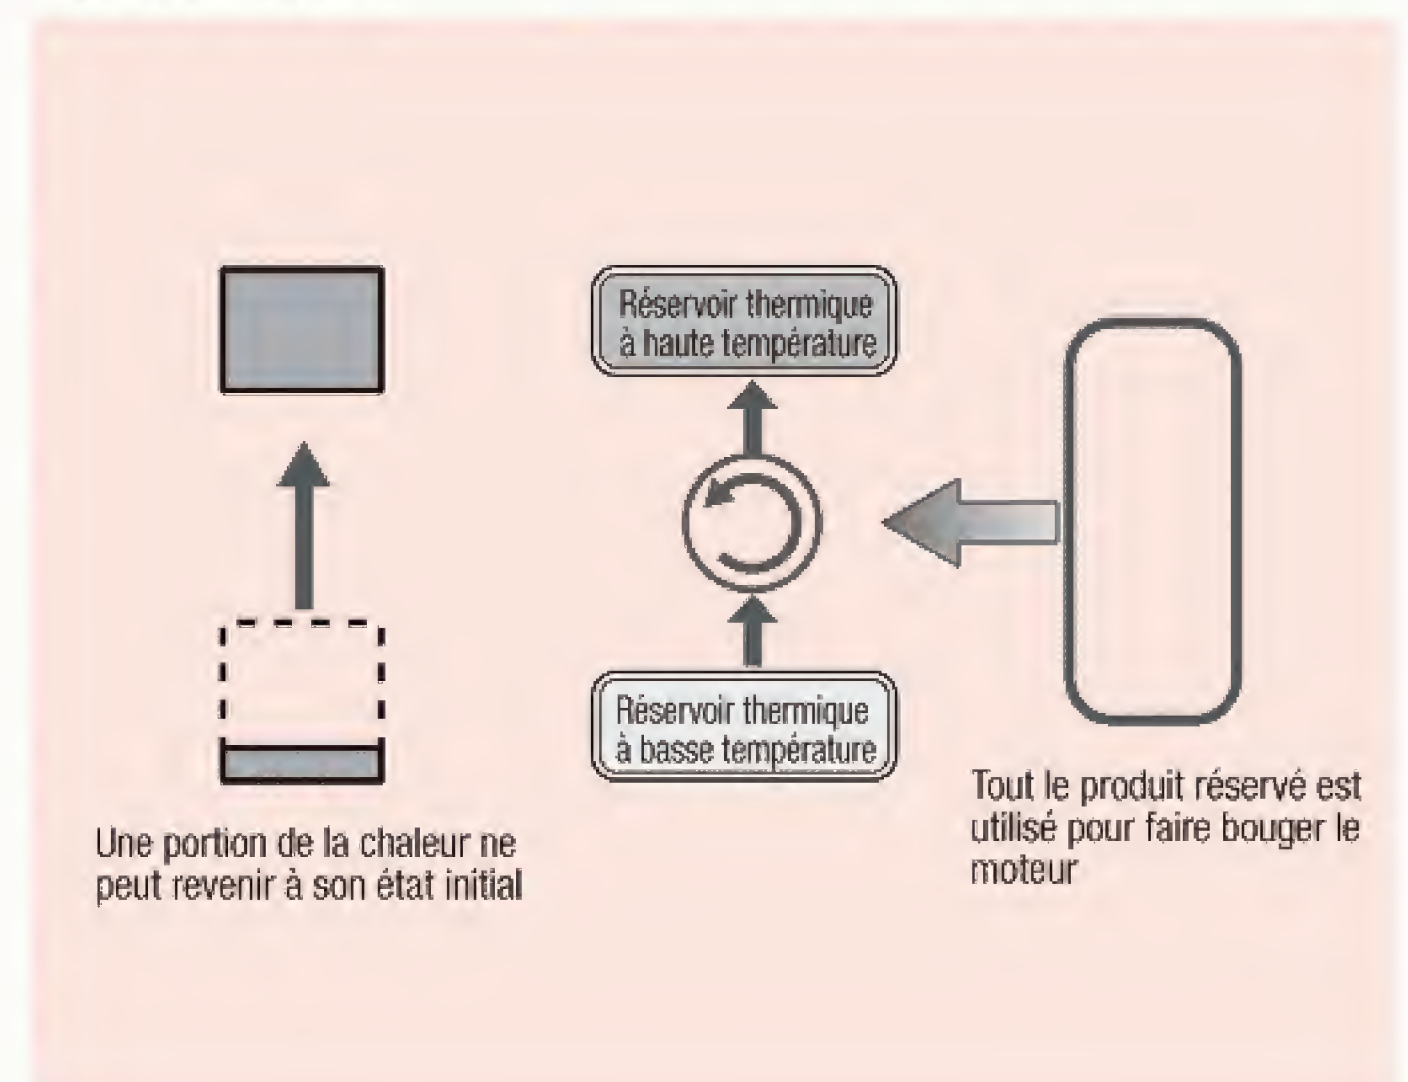 Réservoir thermique
à haute température
Réservoir thermique
à basse température
Une portion de la chaleur ne
peut revenir à son état initial
Tout le produit réservé est
utilisé pour faire bouger le
moteur